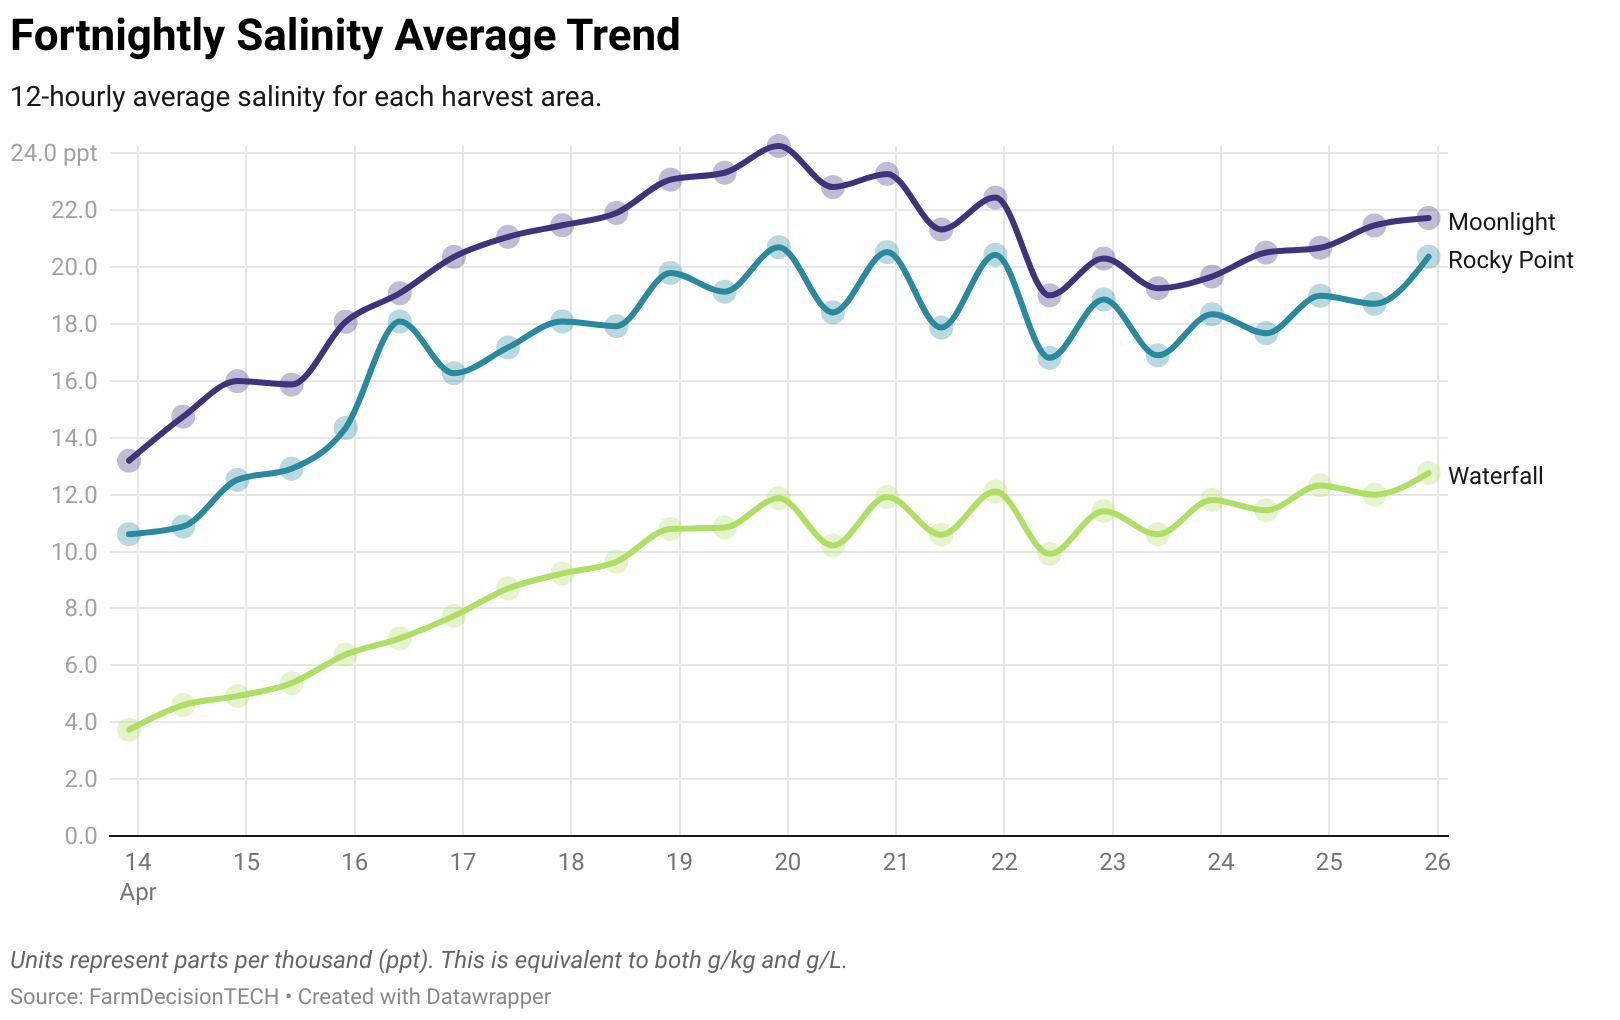 Fortnightly Salinity Average Trend
12-hourly average salinity for each harvest area.
24.0 ppt
22.0
20.0
18.0
16.0
14.0
12.0
10.0
8.0
6.0
4.0
2.0
0.0
Moonlight
Rocky Point
Waterfall
14 15 16 17 18 19 20 21 22 23 24 25 26
Apr
Units represent parts per thousand (ppt). This is equivalent to both g/kg and g/L.
Source: FarmDecisionTECH • Created with Datawrapper